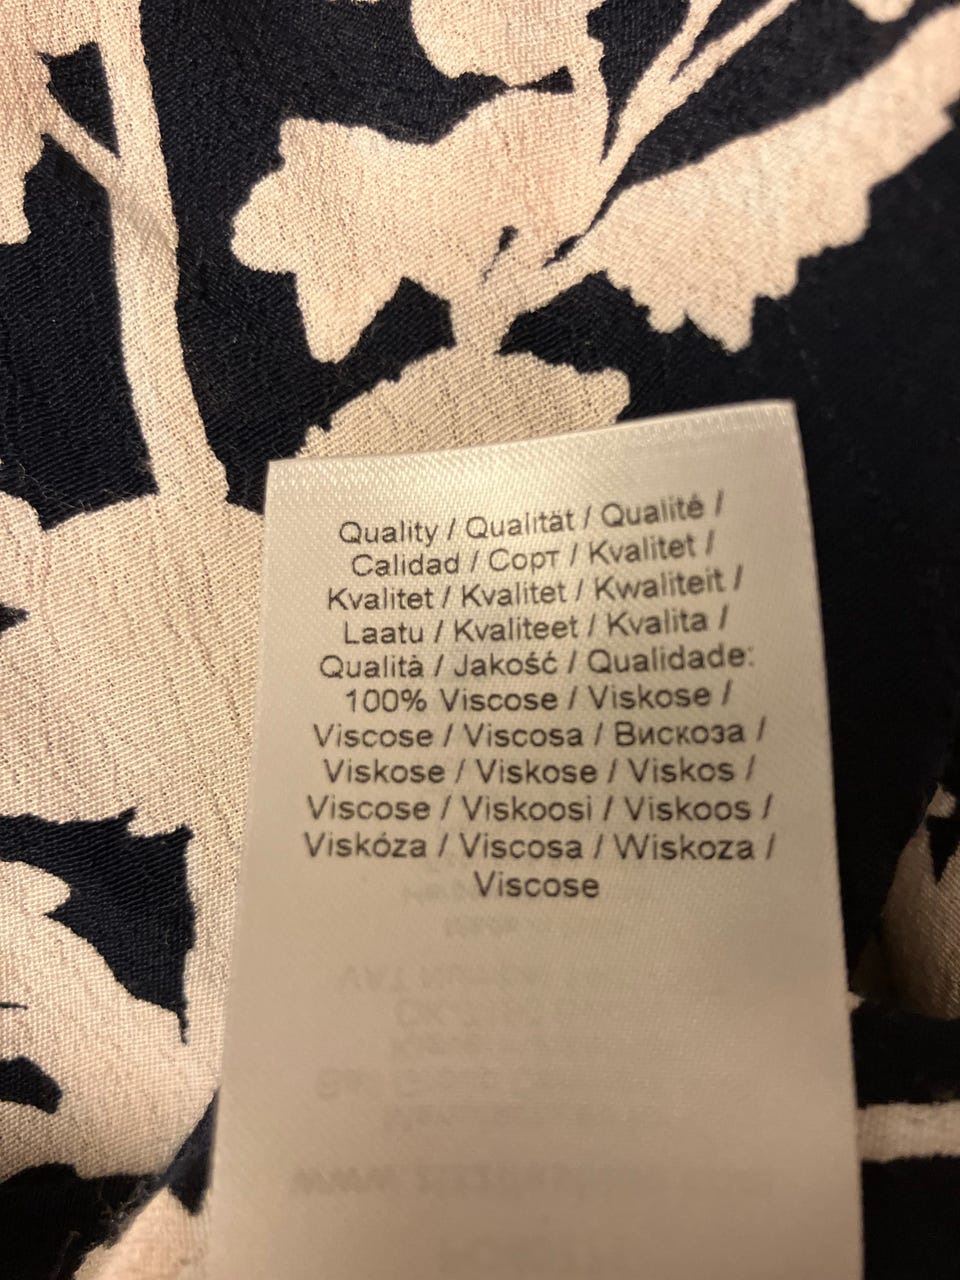 Quality / Qualität / Qualité /
Calidad / Сорт / Kvalitet /
Kvalitet / Kvalitet / Kwaliteit /
Laatu / Kvaliteet / Kvalita /
Qualità / Jakość / Qualidade:
100% Viscose / Viskose /
Viscose / Viscosa / Вискоза /
Viskose / Viskose / Viskos /
Viscose / Viskoosi / Viskoos /
Viskóza / Viscosa / Wiskoza /
Viscose